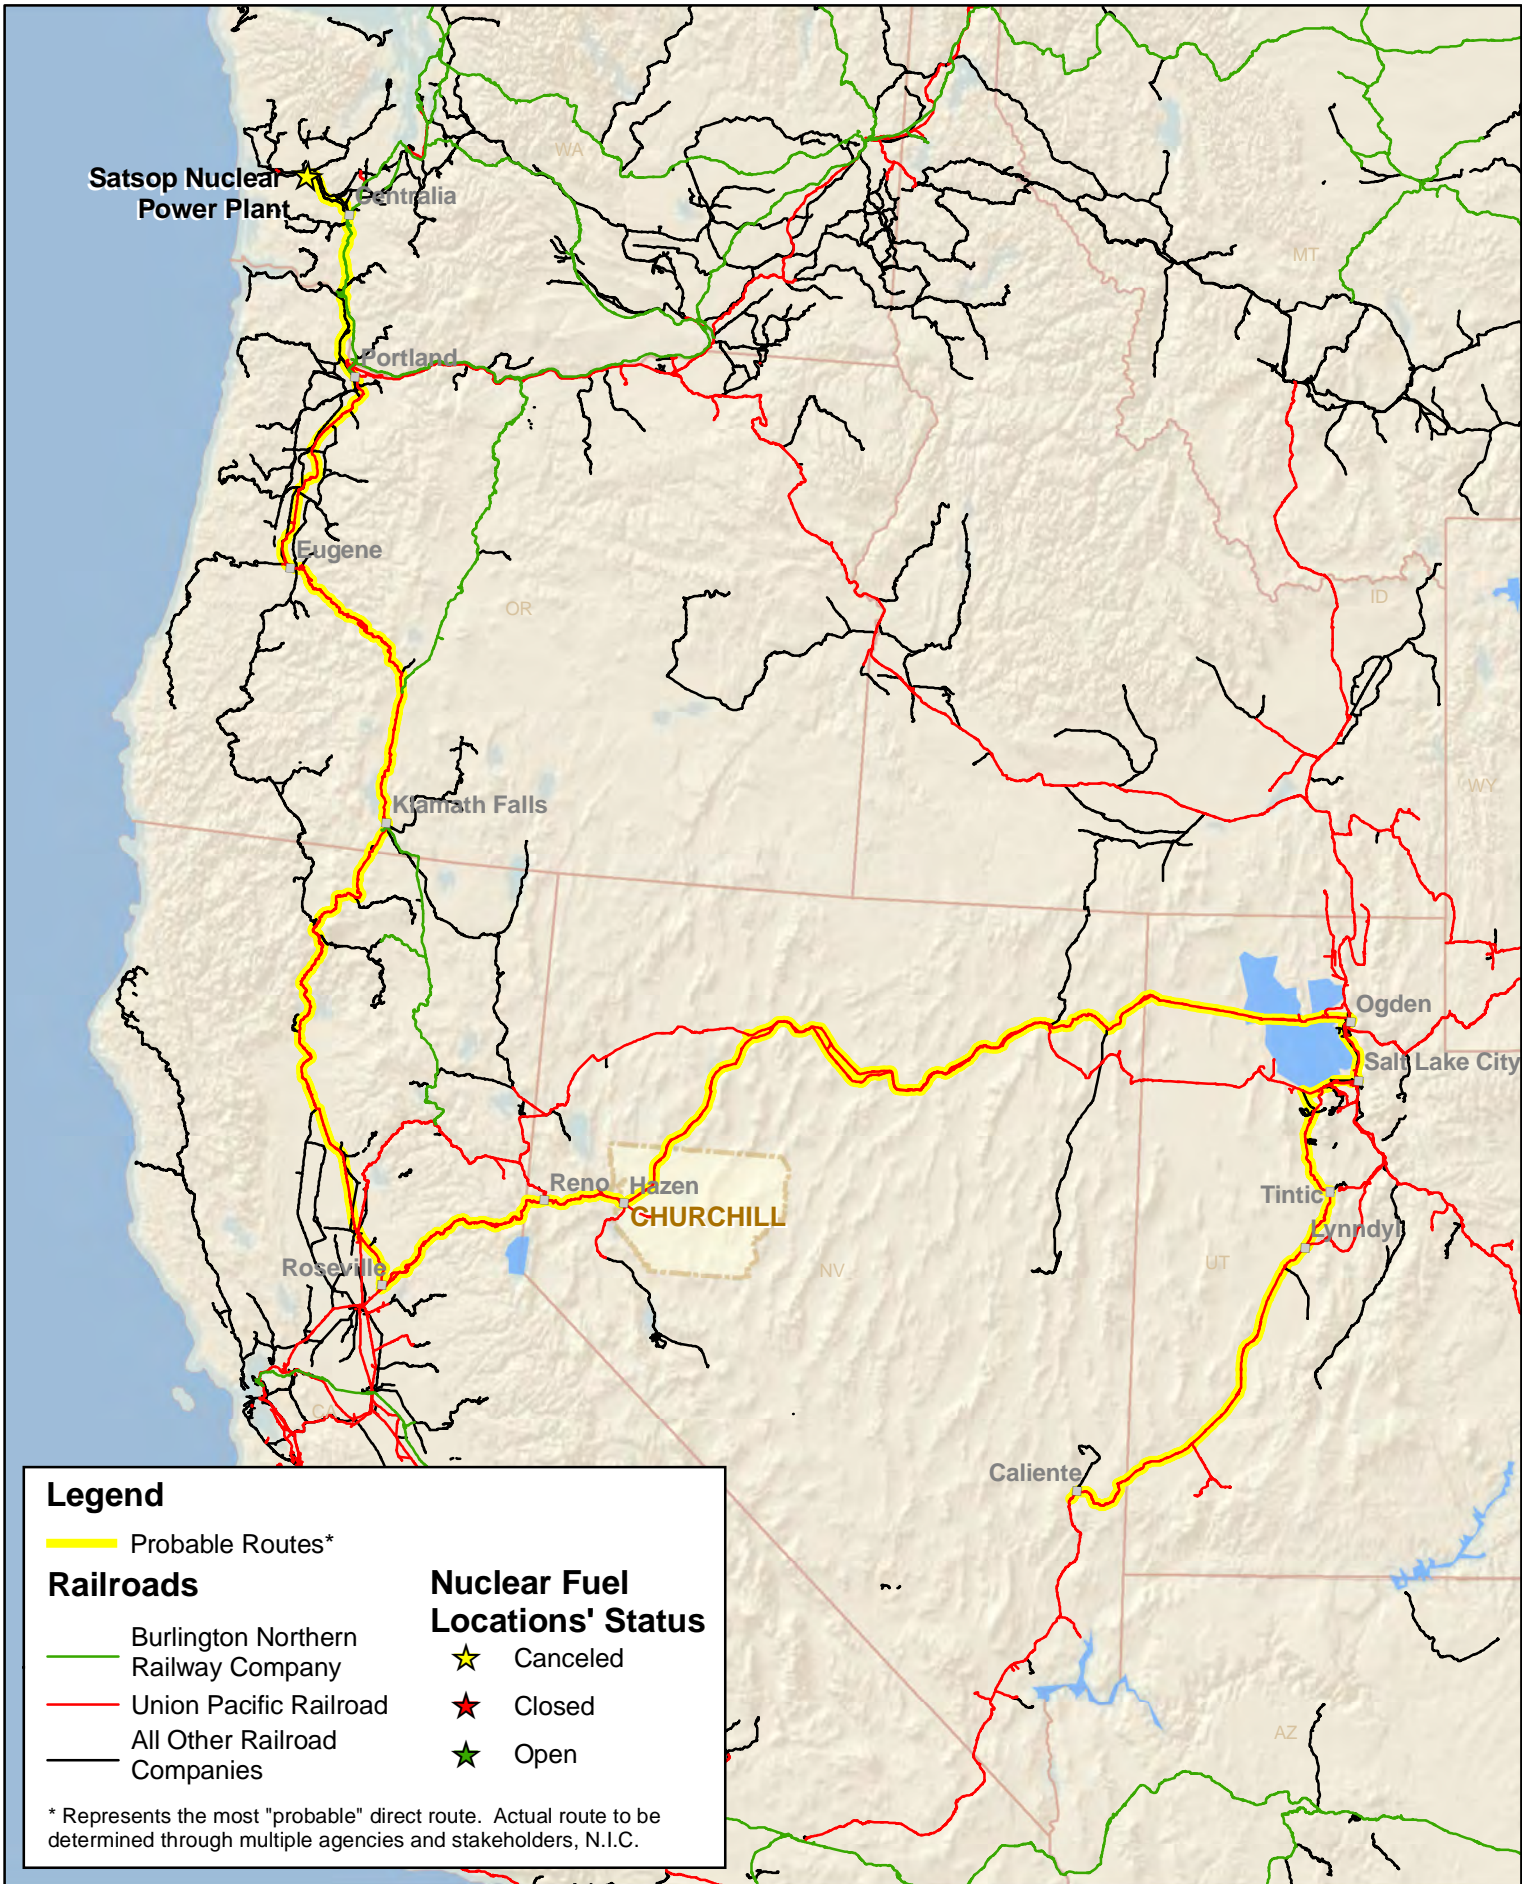 WA
Satsop Nuclear
Power Plant
Centralia
MT
Portland
Eugene
OR
ID
Klamath Falls
WY
Ogden
Salt Lake City
Reno
Hazen
CHURCHILL
Tintic
Lynndyl
Roseville
NV
UT
CA
Caliente
AZ
Legend
Probable Routes*
Railroads
Burlington Northern
Railway Company
Union Pacific Railroad
All Other Railroad
Companies
Nuclear Fuel
Locations' Status
Canceled
Closed
Open
* Represents the most "probable" direct route.  Actual route to be
determined through multiple agencies and stakeholders, N.I.C.